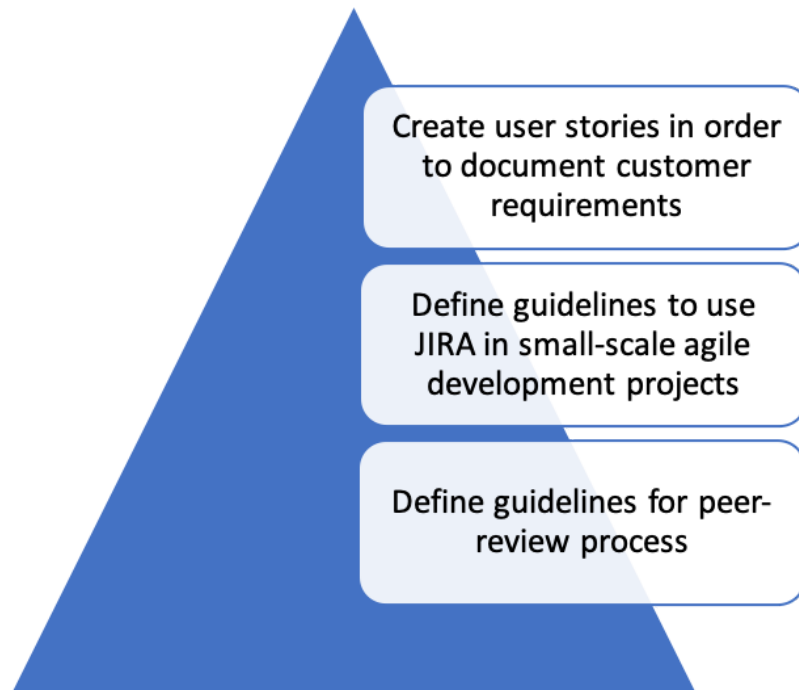 Create user stories in order
to document customer
requirements
Define guidelines to use
JIRA in small-scale agile
development projects
Define guidelines for peer-
review process